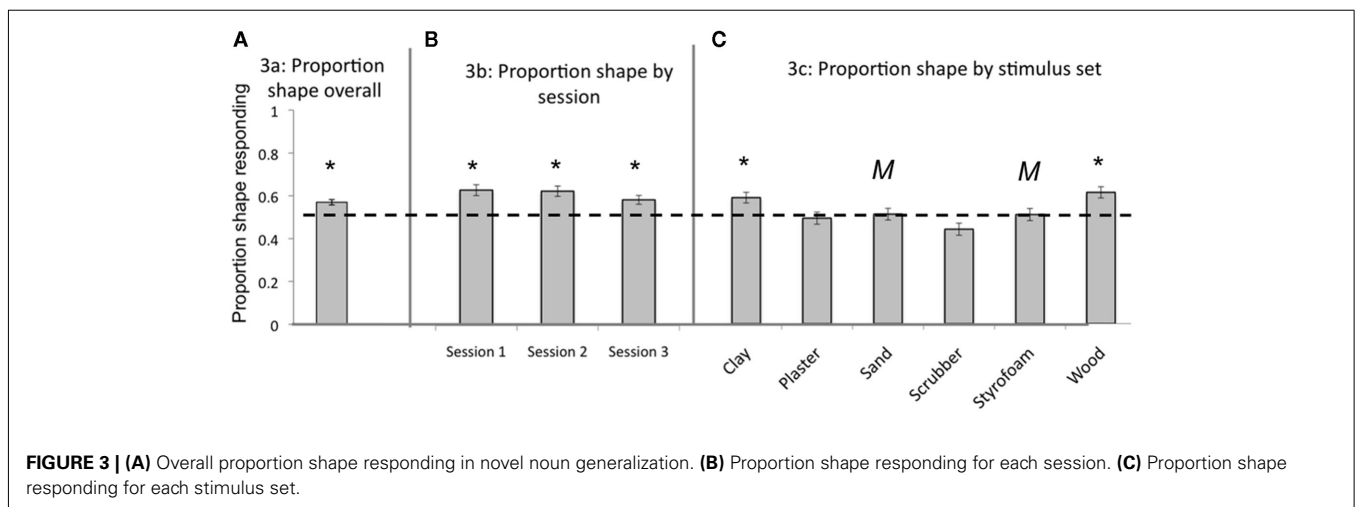 A
B
C
3a: Proportion
shape overall
3b: Proportion shape by
session
3c: Proportion shape by stimulus set
Proportion shape responding
1
0.8
0.6
0.4
0.2
0
*
*
*
*
*
M
M
*
Session 1
Session 2
Session 3
Clay
Plaster
Sand
Scrubber
Styrofoam
Wood
FIGURE 3 | (A) Overall proportion shape responding in novel noun generalization. (B) Proportion shape responding for each session. (C) Proportion shape
responding for each stimulus set.